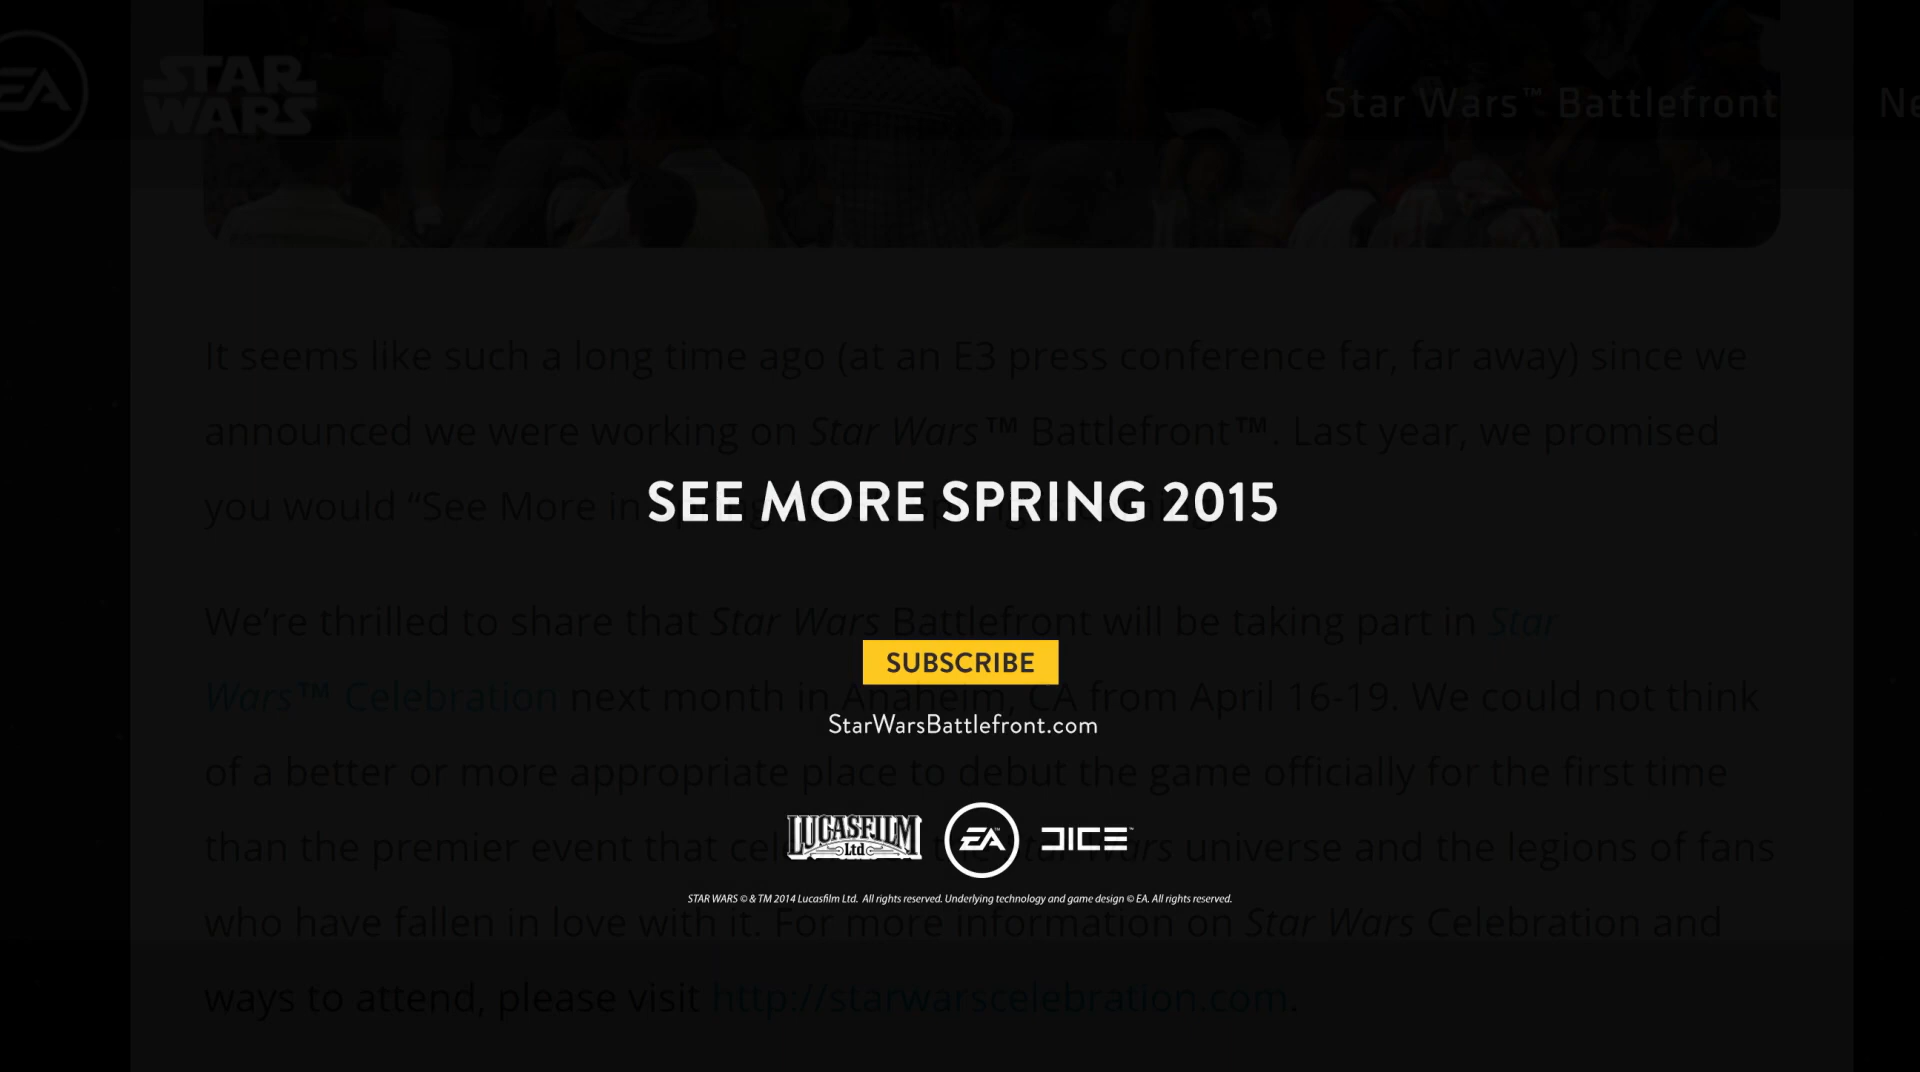 EA
STAR
WARS
Star Wars™ Battlefront
It seems like such a long time ago (at an E3 press conference far, far away) since we
announced we were working on Star Wars™ Battlefront™. Last year, we promised
you would “See More in
SEE MORE SPRING 2015
We’re thrilled to share that Star Wars Battlefront will be taking part in Star
SUBSCRIBE
Wars™ Celebration next month in Anaheim, CA from April 16-19. We could not think
StarWarsBattlefront.com
of a better or more appropriate place to debut the game officially for the first time
than the premier event that Star Wars universe and the legions of fans
LUCASFILM
Ltd
EA
DICE™
STAR WARS © & TM 2014 Lucasfilm Ltd. All rights reserved. Underlying technology and game design © EA. All rights reserved.
who have fallen in love with it. For more information on Star Wars Celebration and
ways to attend, please visit http://starwarscelebration.com.